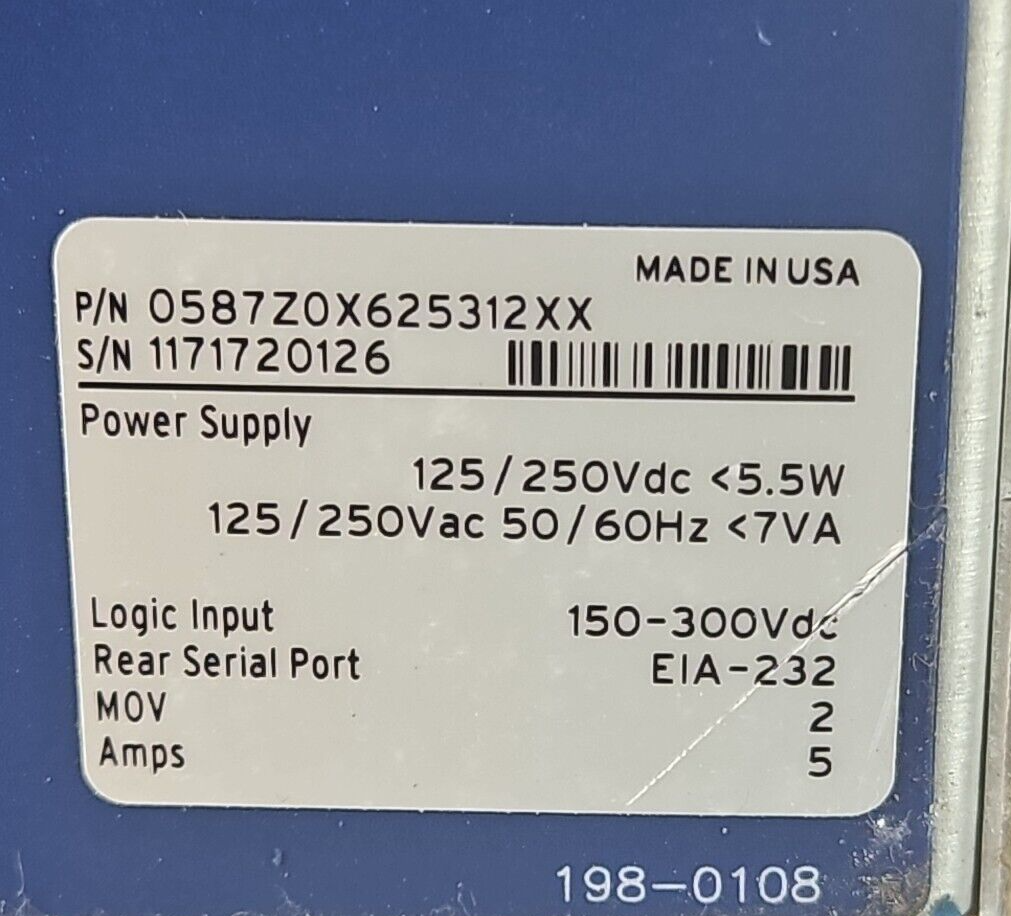 MADE IN USA
P/N 0587Z0X625312XX
S/N 1171720126
Power Supply
125/250Vdc <5.5W
125/250Vac 50/60Hz <7VA
Logic Input 150-300Vdc
Rear Serial Port EIA-232
MOV 2
Amps 5
198-0108